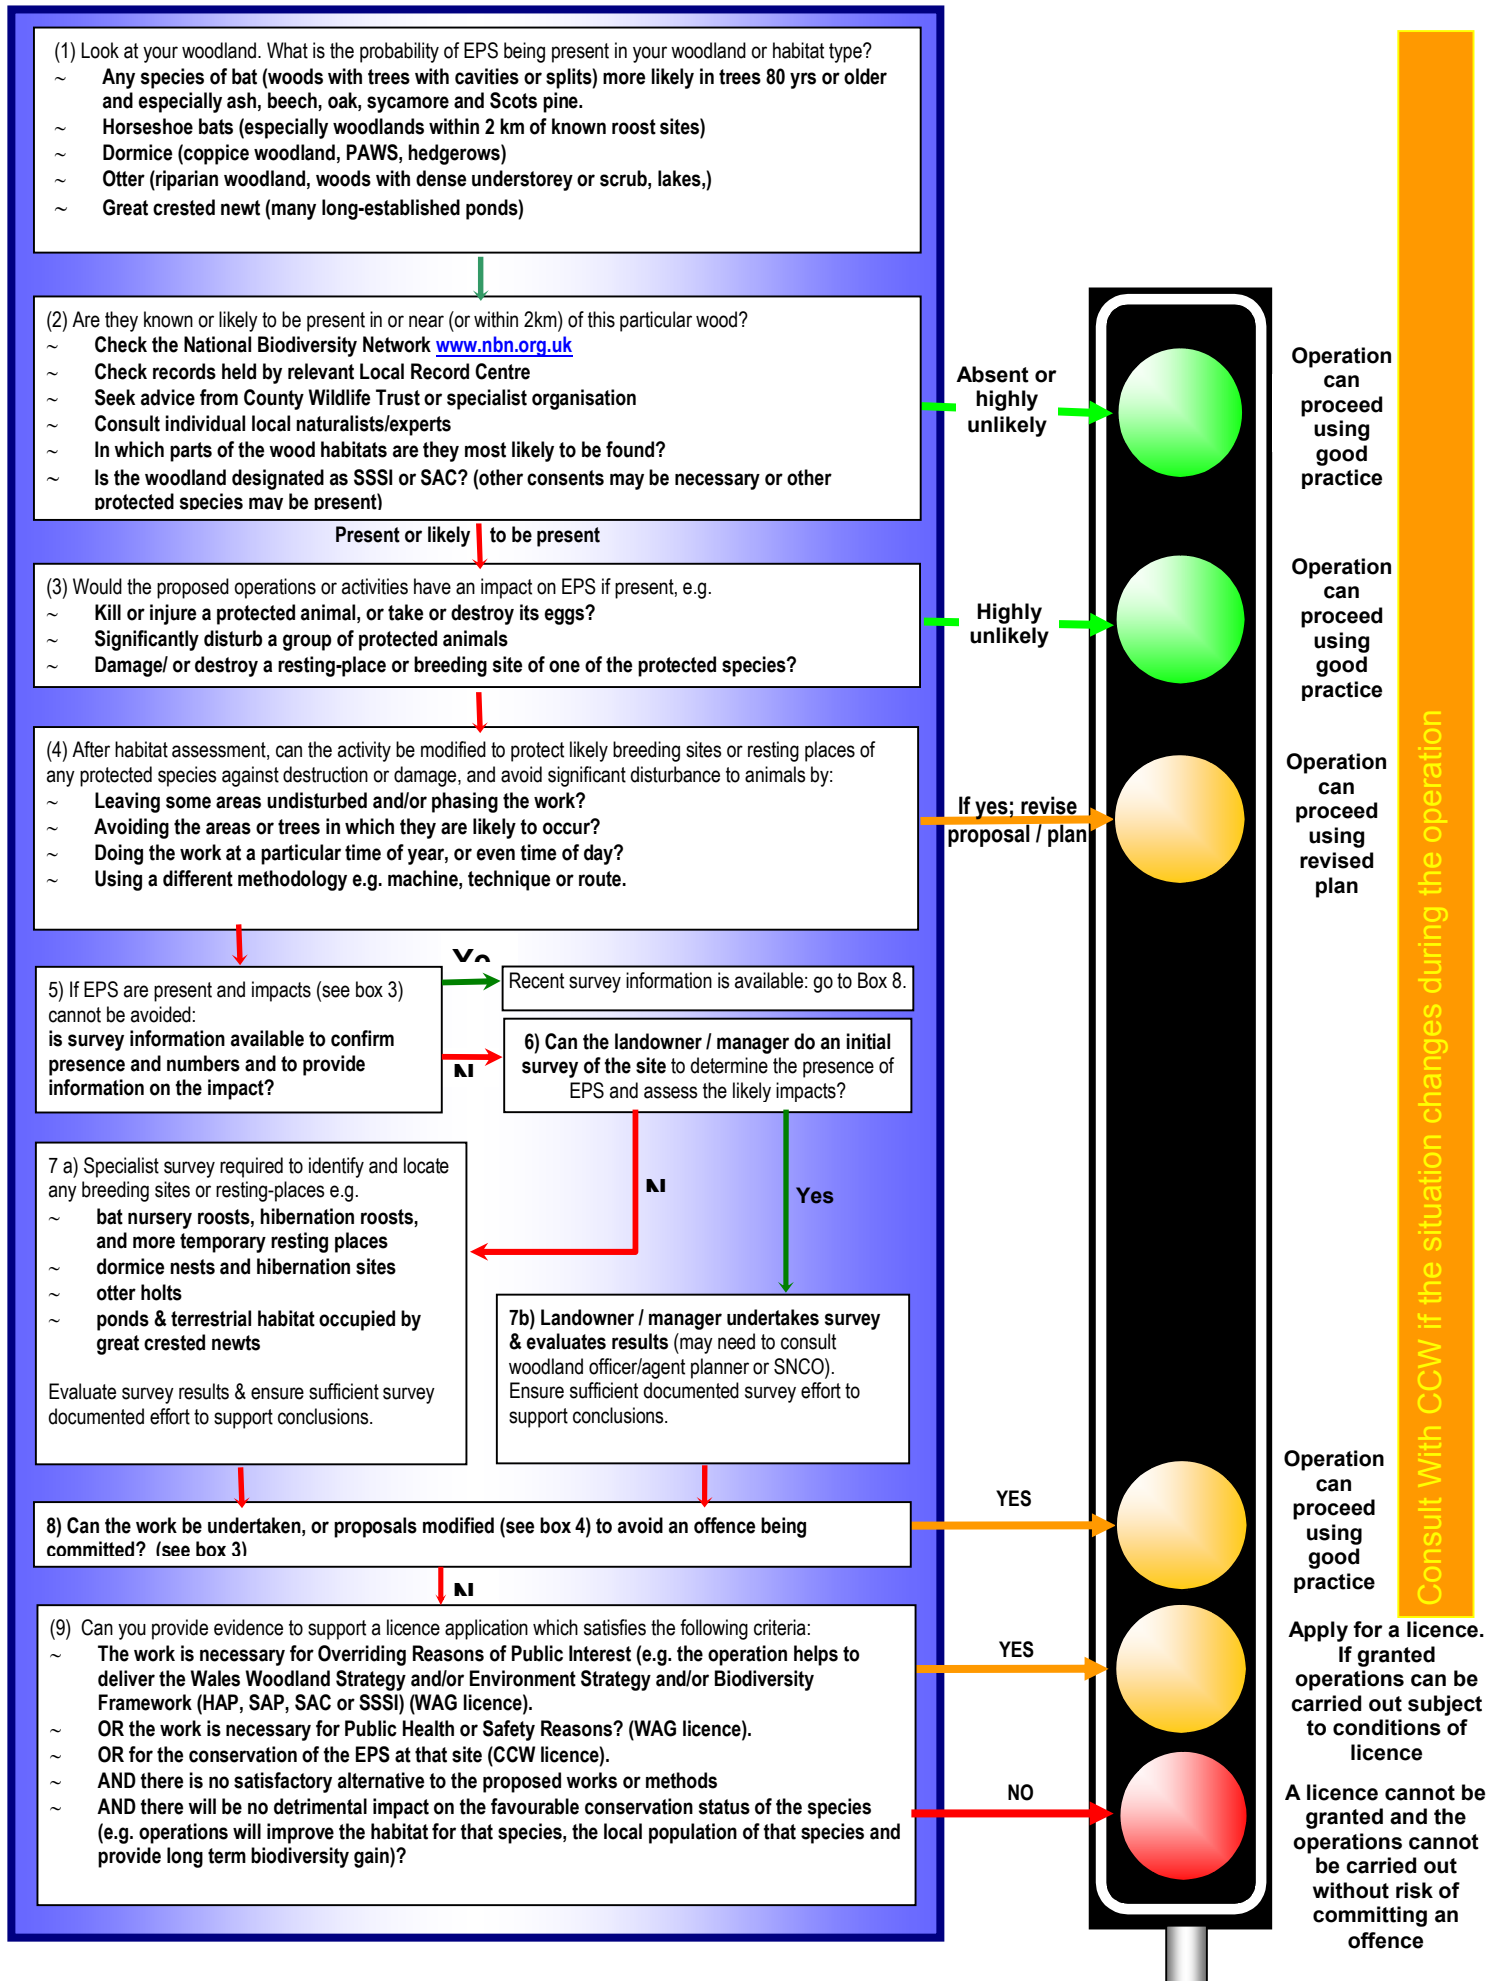 (1) Look at your woodland. What is the probability of EPS being present in your woodland or habitat type?
~ Any species of bat (woods with trees with cavities or splits) more likely in trees 80 yrs or older
and especially ash, beech, oak, sycamore and Scots pine.
~ Horseshoe bats (especially woodlands within 2 km of known roost sites)
~ Dormice (coppice woodland, PAWS, hedgerows)
~ Otter (riparian woodland, woods with dense understorey or scrub, lakes,)
~ Great crested newt (many long-established ponds)
(2) Are they known or likely to be present in or near (or within 2km) of this particular wood?
~ Check the National Biodiversity Network www.nbn.org.uk
~ Check records held by relevant Local Record Centre
~ Seek advice from County Wildlife Trust or specialist organisation
~ Consult individual local naturalists/experts
~ In which parts of the wood habitats are they most likely to be found?
~ Is the woodland designated as SSSI or SAC? (other consents may be necessary or other
protected species may be present)
Absent or
highly
unlikely
Operation
can
proceed
using
good
practice
Present or likely to be present
(3) Would the proposed operations or activities have an impact on EPS if present, e.g.
~ Kill or injure a protected animal, or take or destroy its eggs?
~ Significantly disturb a group of protected animals
~ Damage/ or destroy a resting-place or breeding site of one of the protected species?
Highly
unlikely
Operation
can
proceed
using
good
practice
(4) After habitat assessment, can the activity be modified to protect likely breeding sites or resting places of
any protected species against destruction or damage, and avoid significant disturbance to animals by:
~ Leaving some areas undisturbed and/or phasing the work?
~ Avoiding the areas or trees in which they are likely to occur?
~ Doing the work at a particular time of year, or even time of day?
~ Using a different methodology e.g. machine, technique or route.
If yes; revise
proposal / plan
Operation
can
proceed
using
revised
plan
5) If EPS are present and impacts (see box 3)
cannot be avoided:
is survey information available to confirm
presence and numbers and to provide
information on the impact?
Recent survey information is available: go to Box 8.
6) Can the landowner / manager do an initial
survey of the site to determine the presence of
EPS and assess the likely impacts?
Yes
7 a) Specialist survey required to identify and locate
any breeding sites or resting-places e.g.
~ bat nursery roosts, hibernation roosts,
and more temporary resting places
~ dormice nests and hibernation sites
~ otter holts
~ ponds & terrestrial habitat occupied by
great crested newts
Evaluate survey results & ensure sufficient survey
documented effort to support conclusions.
7b) Landowner / manager undertakes survey
& evaluates results (may need to consult
woodland officer/agent planner or SNCO).
Ensure sufficient documented survey effort to
support conclusions.
8) Can the work be undertaken, or proposals modified (see box 4) to avoid an offence being
committed? (see box 3)
YES
Operation
can
proceed
using
good
practice
(9) Can you provide evidence to support a licence application which satisfies the following criteria:
~ The work is necessary for Overriding Reasons of Public Interest (e.g. the operation helps to
deliver the Wales Woodland Strategy and/or Environment Strategy and/or Biodiversity
Framework (HAP, SAP, SAC or SSSI) (WAG licence).
~ OR the work is necessary for Public Health or Safety Reasons? (WAG licence).
~ OR for the conservation of the EPS at that site (CCW licence).
~ AND there is no satisfactory alternative to the proposed works or methods
~ AND there will be no detrimental impact on the favourable conservation status of the species
(e.g. operations will improve the habitat for that species, the local population of that species and
provide long term biodiversity gain)?
YES
Apply for a licence.
If granted
operations can be
carried out subject
to conditions of
licence
NO
A licence cannot be
granted and the
operations cannot
be carried out
without risk of
committing an
offence
Consult With CCW if the situation changes during the operation